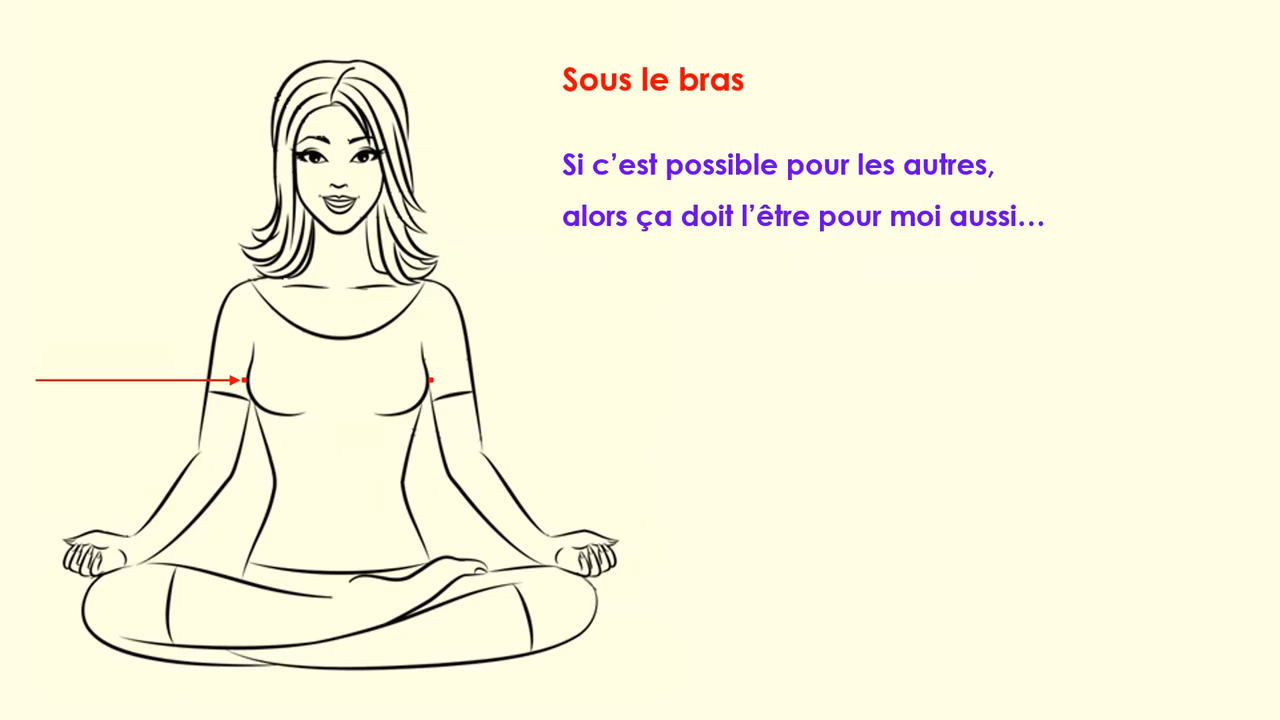 Sous le bras
Si c’est possible pour les autres,
alors ça doit l’être pour moi aussi…